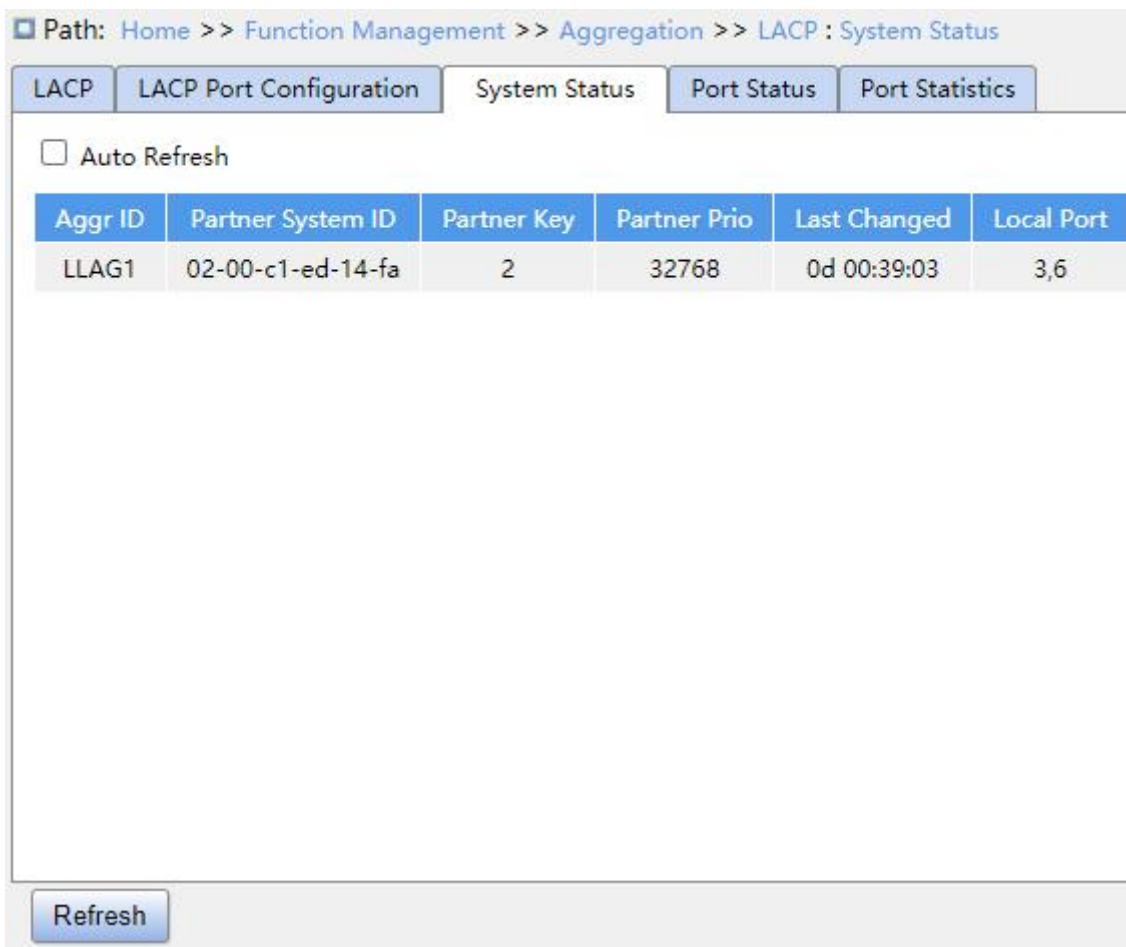 Path: Home >> Function Management >> Aggregation >> LACP : System Status
LACP LACP Port Configuration System Status Port Status Port Statistics
Auto Refresh
Aggr ID Partner System ID Partner Key Partner Prio Last Changed Local Port
LLAG1 02-00-c1-ed-14-fa 2 32768 0d 00:39:03 3,6
Refresh